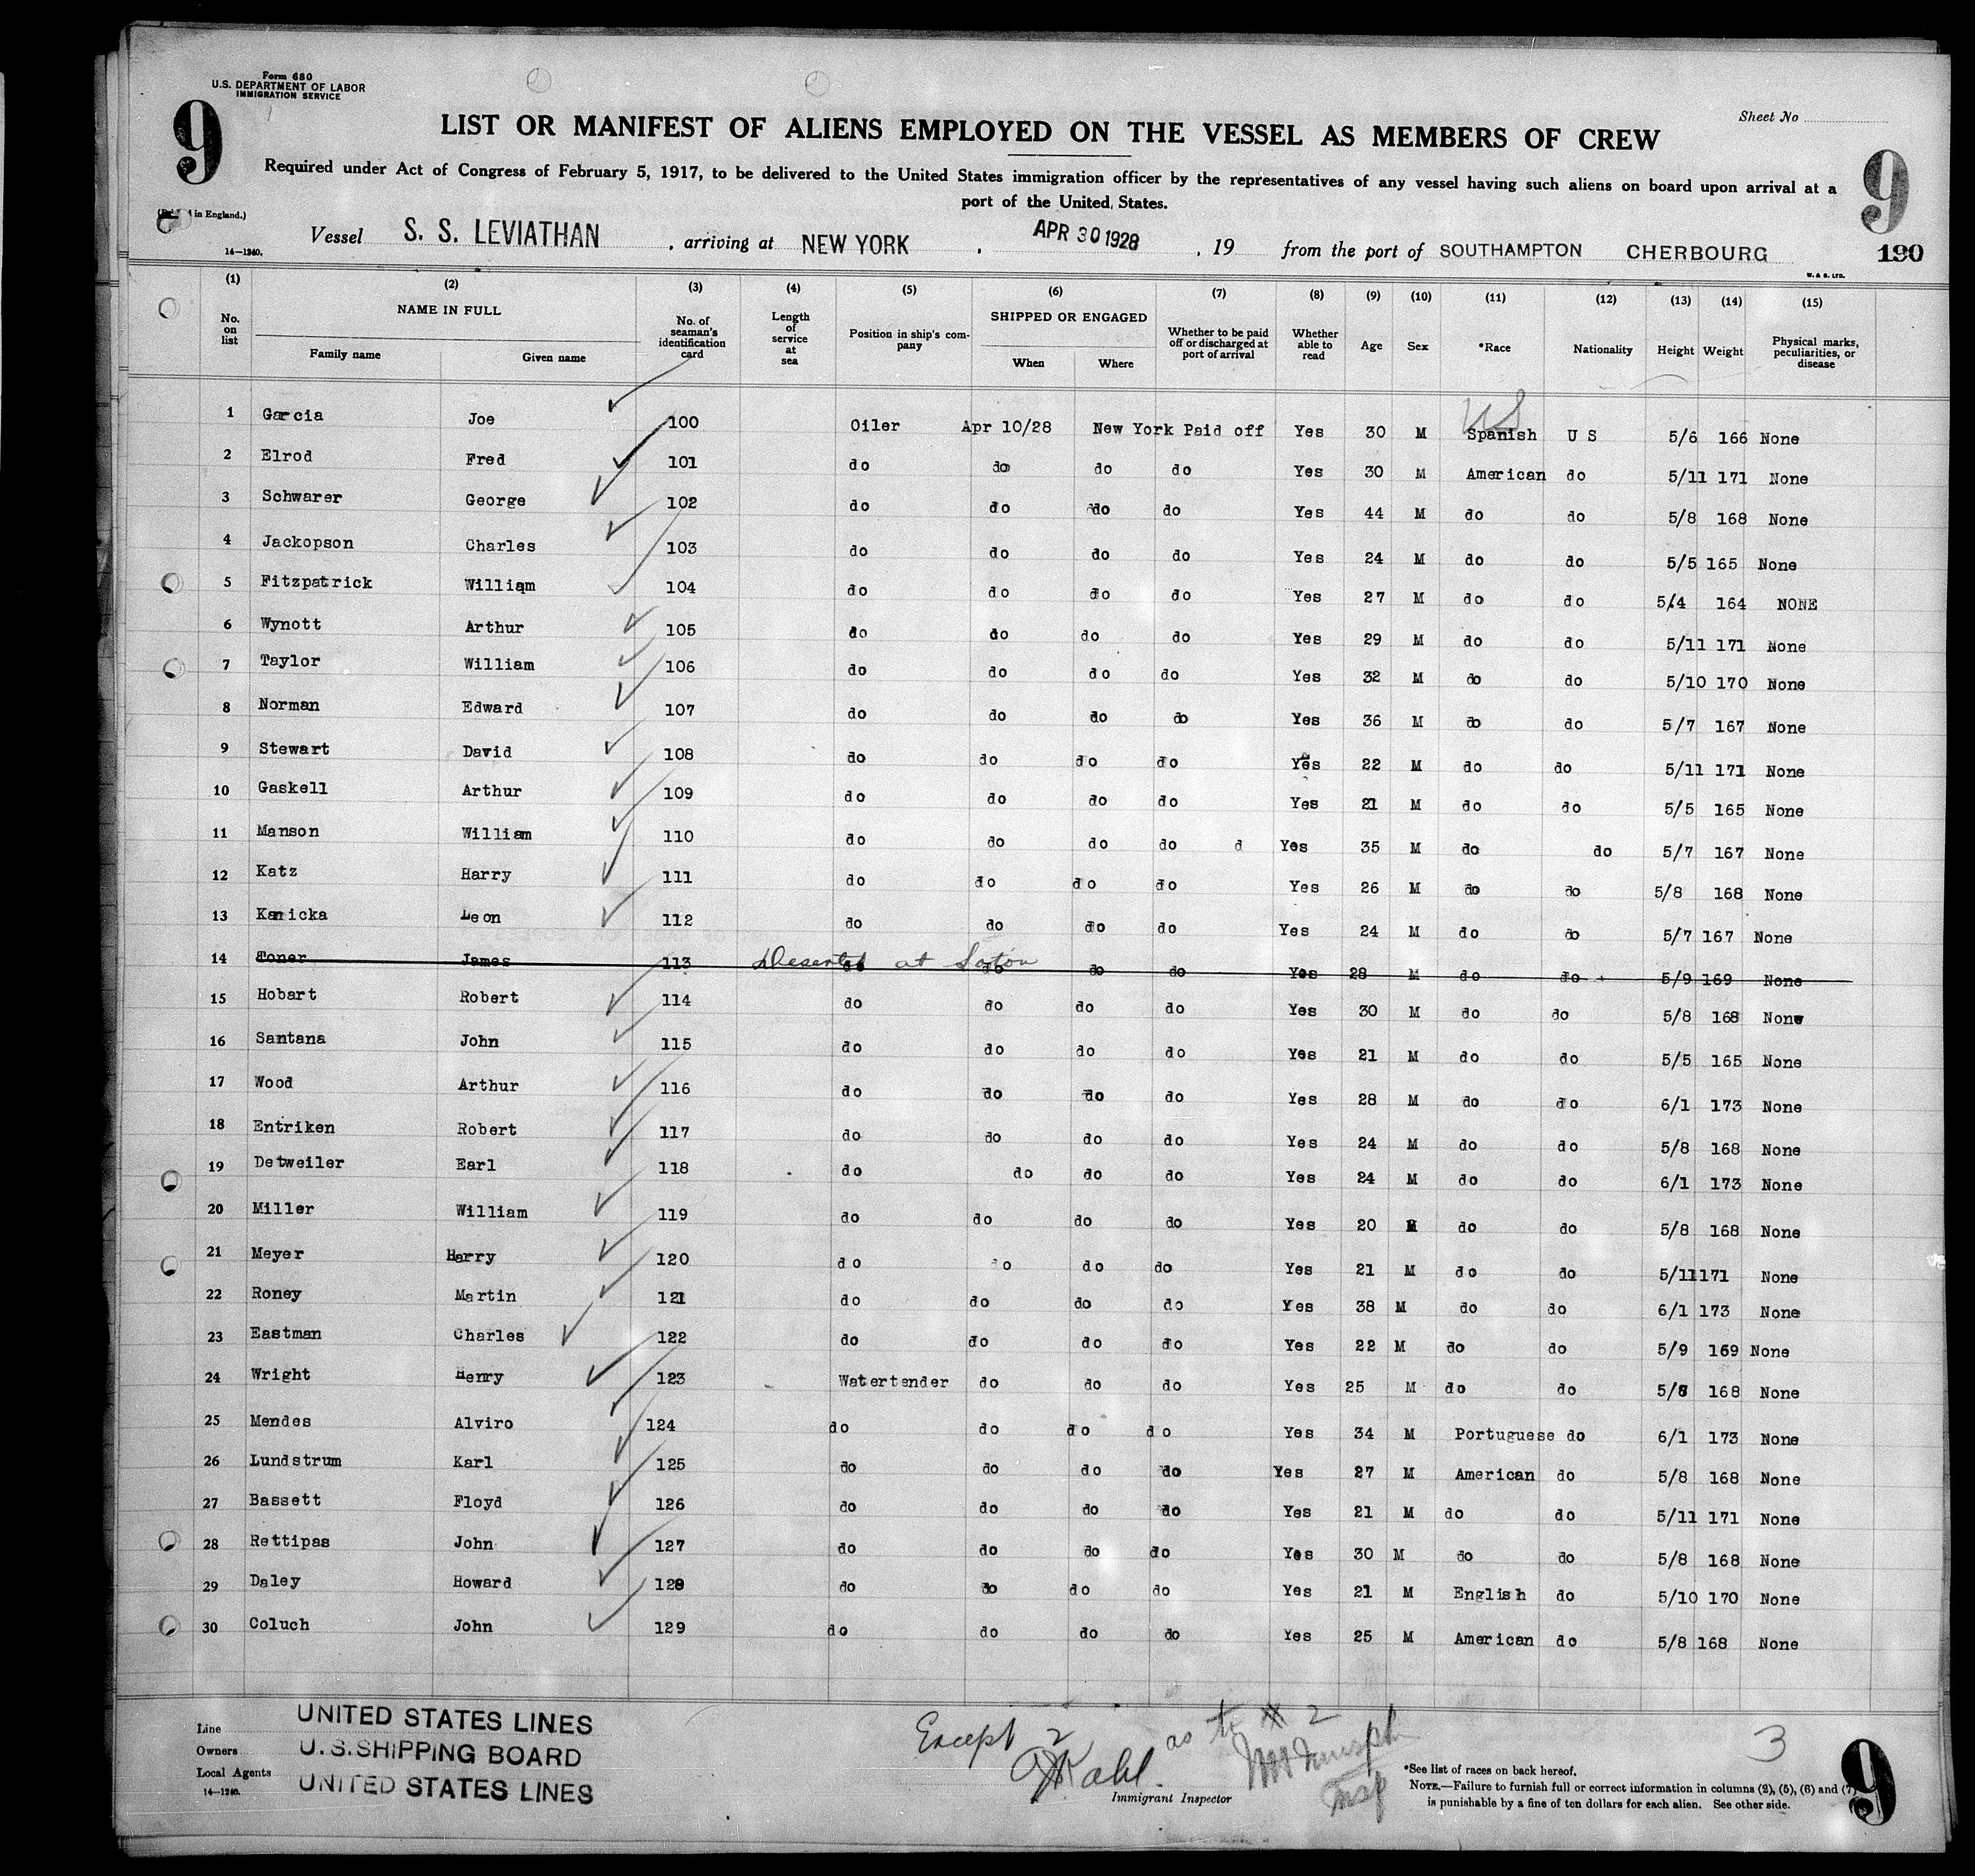 Form 680
U.S. DEPARTMENT OF LABOR
IMMIGRATION SERVICE
9
Sheet No
LIST OR MANIFEST OF ALIENS EMPLOYED ON THE VESSEL AS MEMBERS OF CREW
9
Required under Act of Congress of February 5, 1917, to be delivered to the United States immigration officer by the representatives of any vessel having such aliens on board upon arrival at a
port of the United States.
in England.)
Vessel S. S. LEVIATHAN , arriving at NEW YORK , APR 30 1928 , 19 from the port of SOUTHAMPTON CHERBOURG 190
14—1240.
W. & S. LTD.
(1) (2) (3) (4) (5) (6) (7) (8) (9) (10) (11) (12) (13) (14) (15)
No. on list NAME IN FULL Family name Given name No. of seaman's identification card Length of service at sea Position in ship's com-pany SHIPPED OR ENGAGED When Where Whether to be paid off or discharged at port of arrival Whether able to read Age Sex *Race Nationality Height Weight Physical marks, peculiarities, or disease
US
1 Garcia Joe 100 Oiler Apr 10/28 New York Paid off Yes 30 M Spanish U S 5/6 166 None
2 Elrod Fred 101 do do do do Yes 30 M American do 5/11 171 None
3 Schwarer George 102 do do do do Yes 44 M do do 5/8 168 None
4 Jackopson Charles 103 do do do do Yes 24 M do do 5/5 165 None
5 Fitzpatrick William 104 do do do do Yes 27 M do do 5/4 164 NONE
6 Wynott Arthur 105 do do do do Yes 29 M do do 5/11 171 None
7 Taylor William 106 do do do do Yes 32 M do do 5/10 170 None
8 Norman Edward 107 do do do do Yes 36 M do do 5/7 167 None
9 Stewart David 108 do do do do Yes 22 M do do 5/11 171 None
10 Gaskell Arthur 109 do do do do Yes 21 M do do 5/5 165 None
11 Manson William 110 do do do do d Yes 35 M do do 5/7 167 None
12 Katz Harry 111 do do do do Yes 26 M do do 5/8 168 None
13 Kanicka Leon 112 do do do do Yes 24 M do do 5/7 167 None
14 Toner James 113 Deserted at Soton do do do do Yes 28 M do do 5/9 169 None
15 Hobart Robert 114 do do do do Yes 30 M do do 5/8 168 None
16 Santana John 115 do do do do Yes 21 M do do 5/5 165 None
17 Wood Arthur 116 do do do do Yes 28 M do do 6/1 173 None
18 Entriken Robert 117 do do do do Yes 24 M do do 5/8 168 None
19 Detweiler Earl 118 do do do do Yes 24 M do do 6/1 173 None
20 Miller William 119 do do do do Yes 20 M do do 5/8 168 None
21 Meyer Harry 120 do do do do Yes 21 M do do 5/11 171 None
22 Roney Martin 121 do do do do Yes 38 M do do 6/1 173 None
23 Eastman Charles 122 do do do do Yes 22 M do do 5/9 169 None
24 Wright Henry 123 Watertender do do do Yes 25 M do do 5/8 168 None
25 Mendes Alviro 124 do do do do Yes 34 M Portuguese do 6/1 173 None
26 Lundstrum Karl 125 do do do do Yes 27 M American do 5/8 168 None
27 Bassett Floyd 126 do do do do Yes 21 M do do 5/11 171 None
28 Rettipas John 127 do do do do Yes 30 M do do 5/8 168 None
29 Daley Howard 128 do do do do Yes 21 M English do 5/10 170 None
30 Coluch John 129 do do do do Yes 25 M American do 5/8 168 None
Line UNITED STATES LINES
Owners U.S. SHIPPING BOARD
Local Agents UNITED STATES LINES
14—1240.
Except 2 as to # 2
Kahl.
Insp
Immigrant Inspector
3
9
*See list of races on back hereof.
NOTE.—Failure to furnish full or correct information in columns (2), (5), (6) and (7)
is punishable by a fine of ten dollars for each alien. See other side.